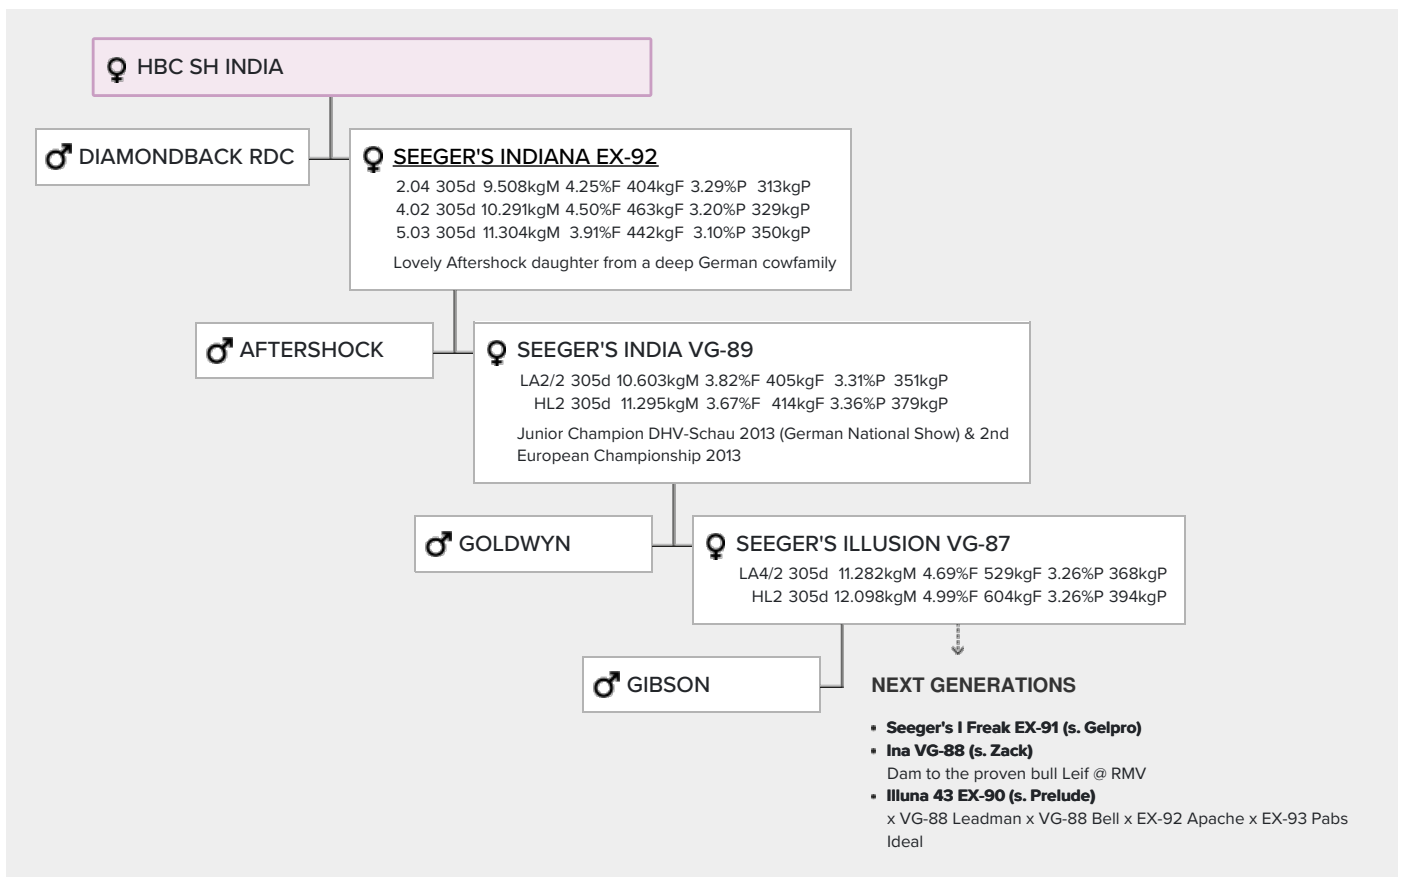 HBC SH INDIA
DIAMONDBACK RDC
SEEGER'S INDIANA EX-92
2.04 305d 9.508kgM 4.25%F 404kgF 3.29%P 313kgP
4.02 305d 10.291kgM 4.50%F 463kgF 3.20%P 329kgP
5.03 305d 11.304kgM 3.91%F 442kgF 3.10%P 350kgP
Lovely Aftershock daughter from a deep German cowfamily
AFTERSHOCK
SEEGER'S INDIA VG-89
LA2/2 305d 10.603kgM 3.82%F 405kgF 3.31%P 351kgP
HL2 305d 11.295kgM 3.67%F 414kgF 3.36%P 379kgP
Junior Champion DHV-Schau 2013 (German National Show) & 2nd
European Championship 2013
GOLDWYN
SEEGER'S ILLUSION VG-87
LA4/2 305d 11.282kgM 4.69%F 529kgF 3.26%P 368kgP
HL2 305d 12.098kgM 4.99%F 604kgF 3.26%P 394kgP
GIBSON
NEXT GENERATIONS
• Seeger's I Freak EX-91 (s. Gelpro)
• Ina VG-88 (s. Zack)
Dam to the proven bull Leif @ RMV
• Illuna 43 EX-90 (s. Prelude)
x VG-88 Leadman x VG-88 Bell x EX-92 Apache x EX-93 Pabs
Ideal